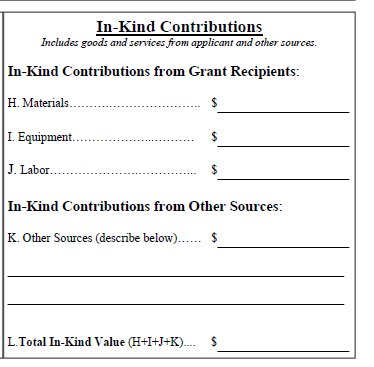 In-Kind Contributions
Includes goods and services from applicant and other sources.
In-Kind Contributions from Grant Recipients:
H. Materials……………………………. $
I. Equipment………………..………. $
J. Labor……………………………... $
In-Kind Contributions from Other Sources:
K. Other Sources (describe below)…… $
L.Total In-Kind Value (H+I+J+K)…. $